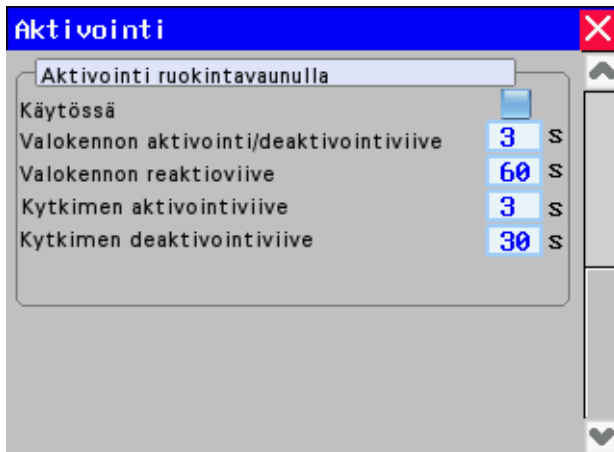 Aktivointi
Aktivointi ruokintavaunulla
Käytössä
Valokennon aktivointi/deaktivointiviive 3 s
Valokennon reaktioviive 60 s
Kytkimen aktivointiviive 3 s
Kytkimen deaktivointiviive 30 s